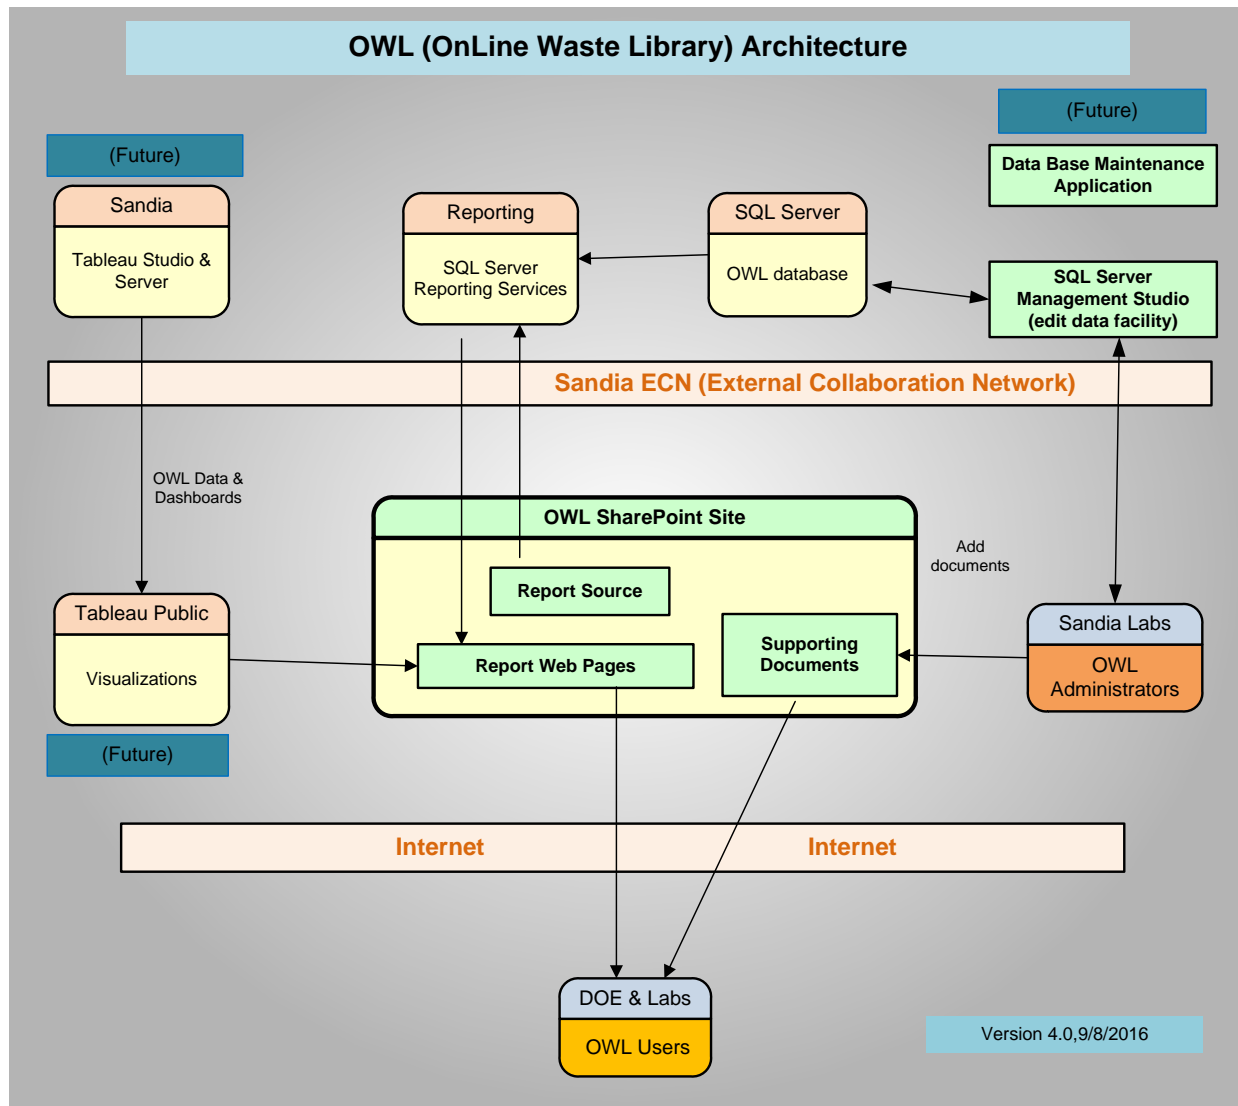 OWL (OnLine Waste Library) Architecture
(Future)
Data Base Maintenance
Application
(Future)
Sandia
Tableau Studio &
Server
Reporting
SQL Server
Reporting Services
SQL Server
OWL database
SQL Server
Management Studio
(edit data facility)
Sandia ECN (External Collaboration Network)
OWL Data &
Dashboards
OWL SharePoint Site
Report Source
Report Web Pages
Supporting
Documents
Add
documents
Tableau Public
Visualizations
(Future)
Sandia Labs
OWL
Administrators
Internet
Internet
DOE & Labs
OWL Users
Version 4.0,9/8/2016